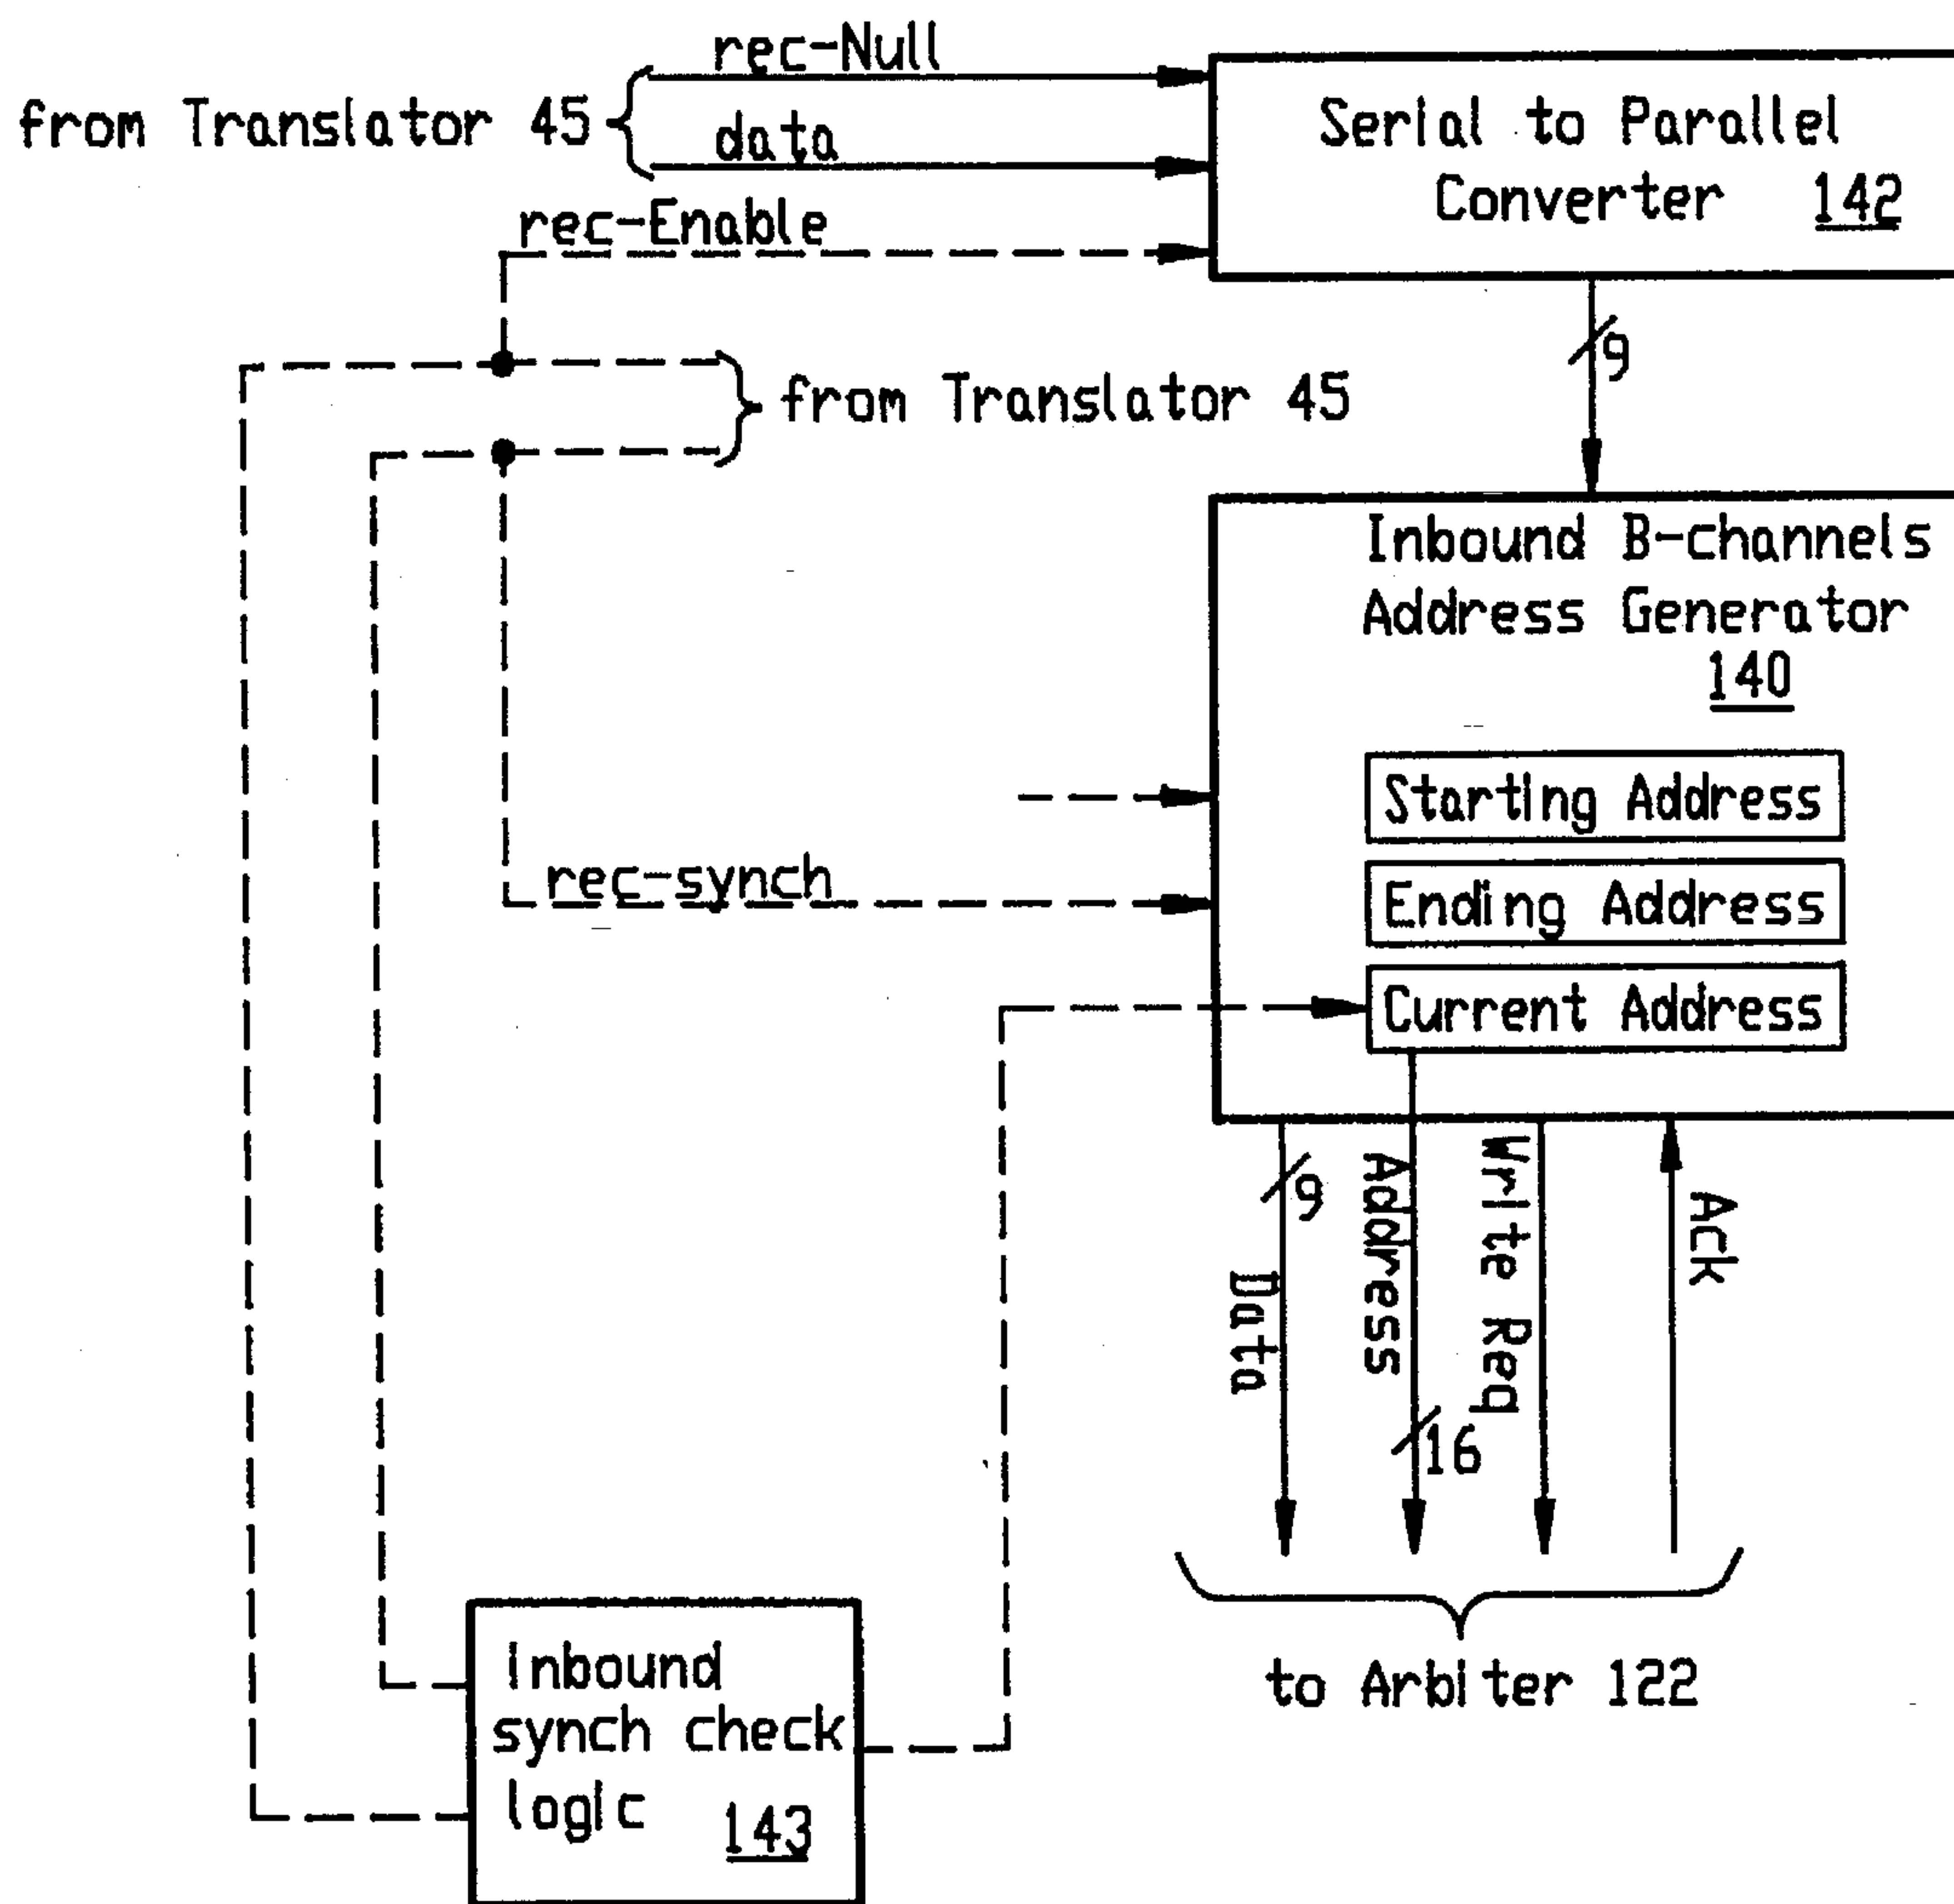 rec-Null
from Translator 45
data
rec-Enable
Serial to Parallel
Converter 142
9
from Translator 45
Inbound B-channels
Address Generator
140
Starting Address
rec-synch
Ending Address
Current Address
9
Data
Address
16
Write Req
Ack
to Arbiter 122
Inbound
synch check
logic 143